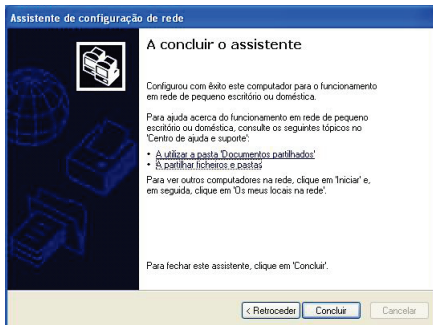 Assistente de configuração de rede
A concluir o assistente
Configurou com êxito este computador para o funcionamento
em rede de pequeno escritório ou doméstica.
Para ajuda acerca do funcionamento em rede de pequeno
escritório ou doméstica, consulte os seguintes tópicos no
'Centro de ajuda e suporte':
• A utilizar a pasta 'Documentos partilhados'
• A partilhar ficheiros e pastas
Para ver outros computadores na rede, clique em 'Iniciar' e,
em seguida, clique em 'Os meus locais na rede'.
Para fechar este assistente, clique em 'Concluir'.
< Retroceder Concluir Cancelar